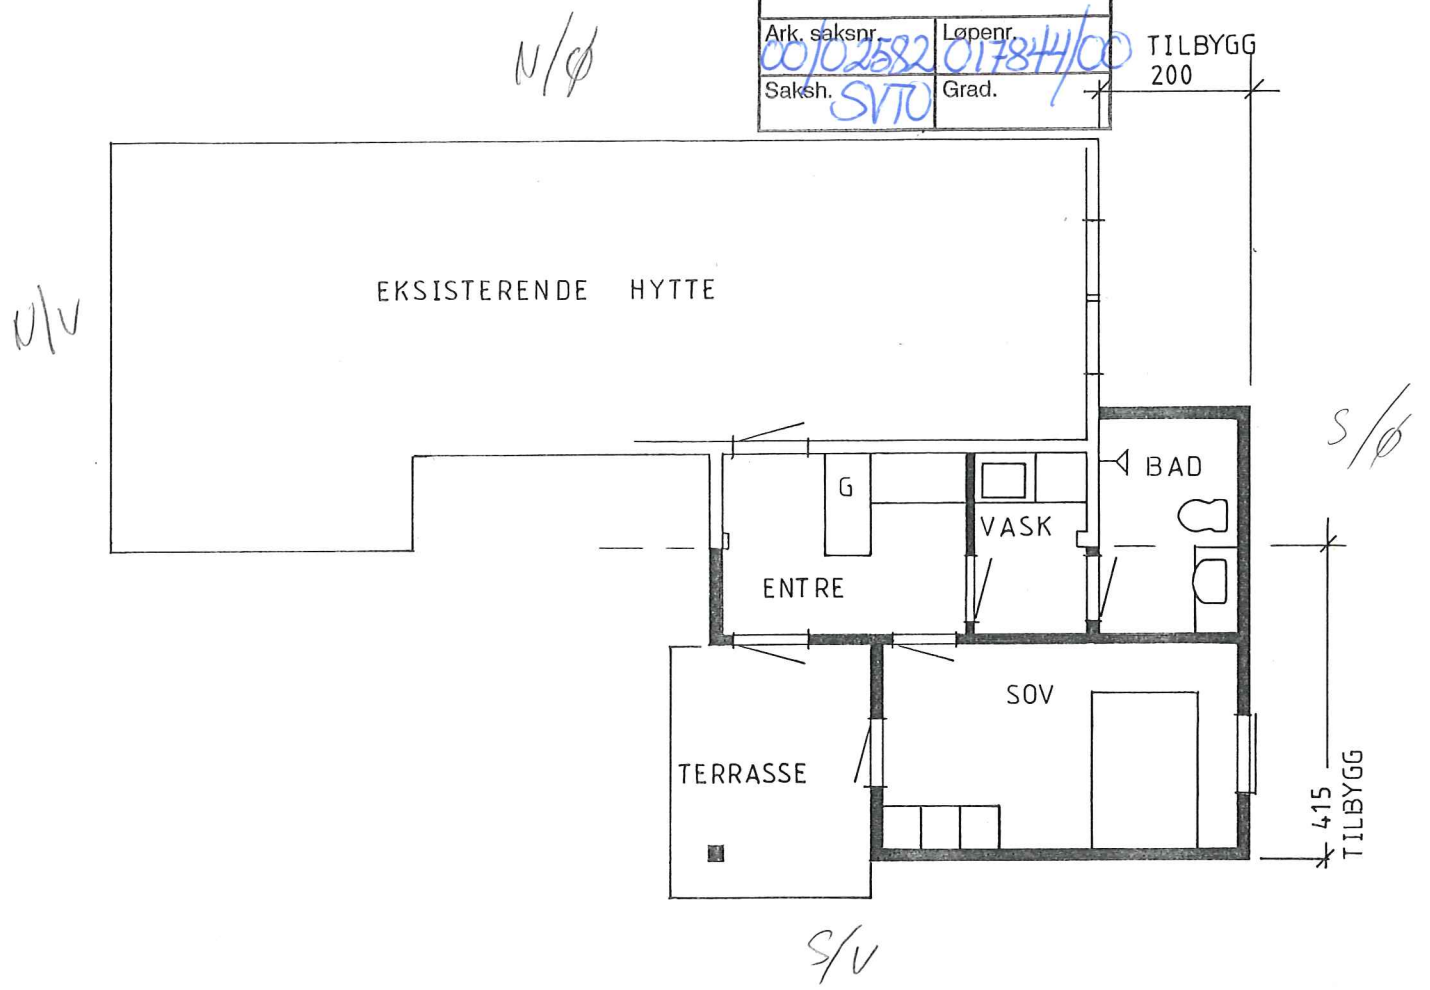 Ark. saksnr. Løpenr.
00/02582 017844/00
Saksh. SVTO Grad.
TILBYGG
200
N/Ø
EKSISTERENDE HYTTE
N/V
S/Ø
BAD
G
VASK
ENTRE
SOV
TERRASSE
415
TILBYGG
S/V